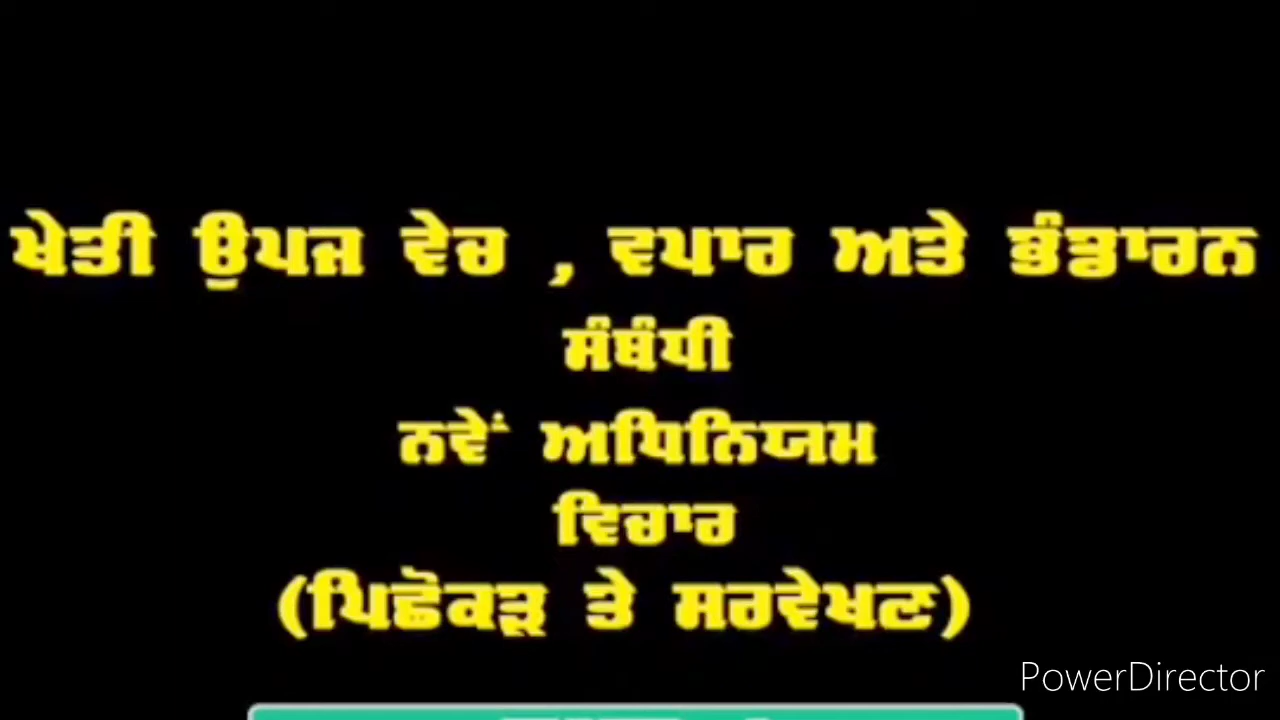 ਖੇਤੀ ਉਪਜ ਵੇਚ , ਵਪਾਰ ਅਤੇ ਭੰਡਾਰਨ
ਸੰਬੰਧੀ
ਨਵੇਂ ਅਧਿਨਿਯਮ
ਵਿਚਾਰ
(ਪਿਛੋਕੜ ਤੇ ਸਰਵੇਖਣ)
PowerDirector